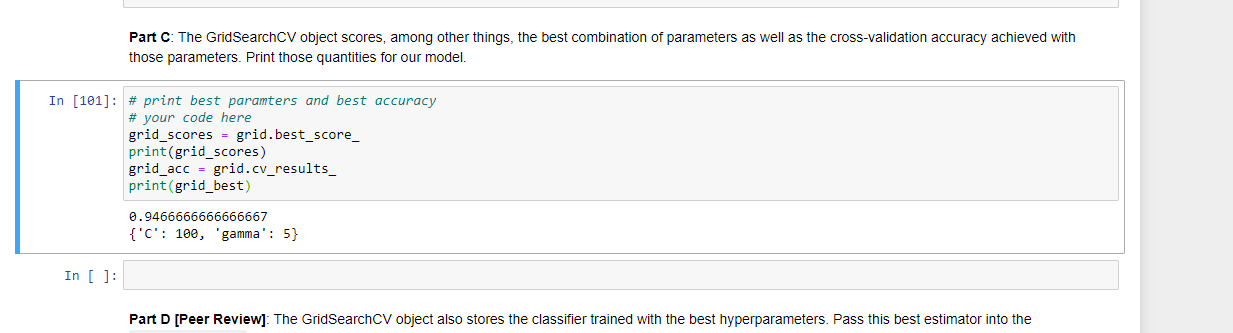 Part C: The GridSearchCV object scores, among other things, the best combination of parameters as well as the cross-validation accuracy achieved with
those parameters. Print those quantities for our model.
In [101]: # print best paramters and best accuracy
# your code here
grid_scores = grid.best_score_
print(grid_scores)
grid_acc = grid.cv_results_
print(grid_best)
0.9466666666666667
{'C': 100, 'gamma': 5}
In [ ]:
Part D [Peer Review]: The GridSearchCV object also stores the classifier trained with the best hyperparameters. Pass this best estimator into the